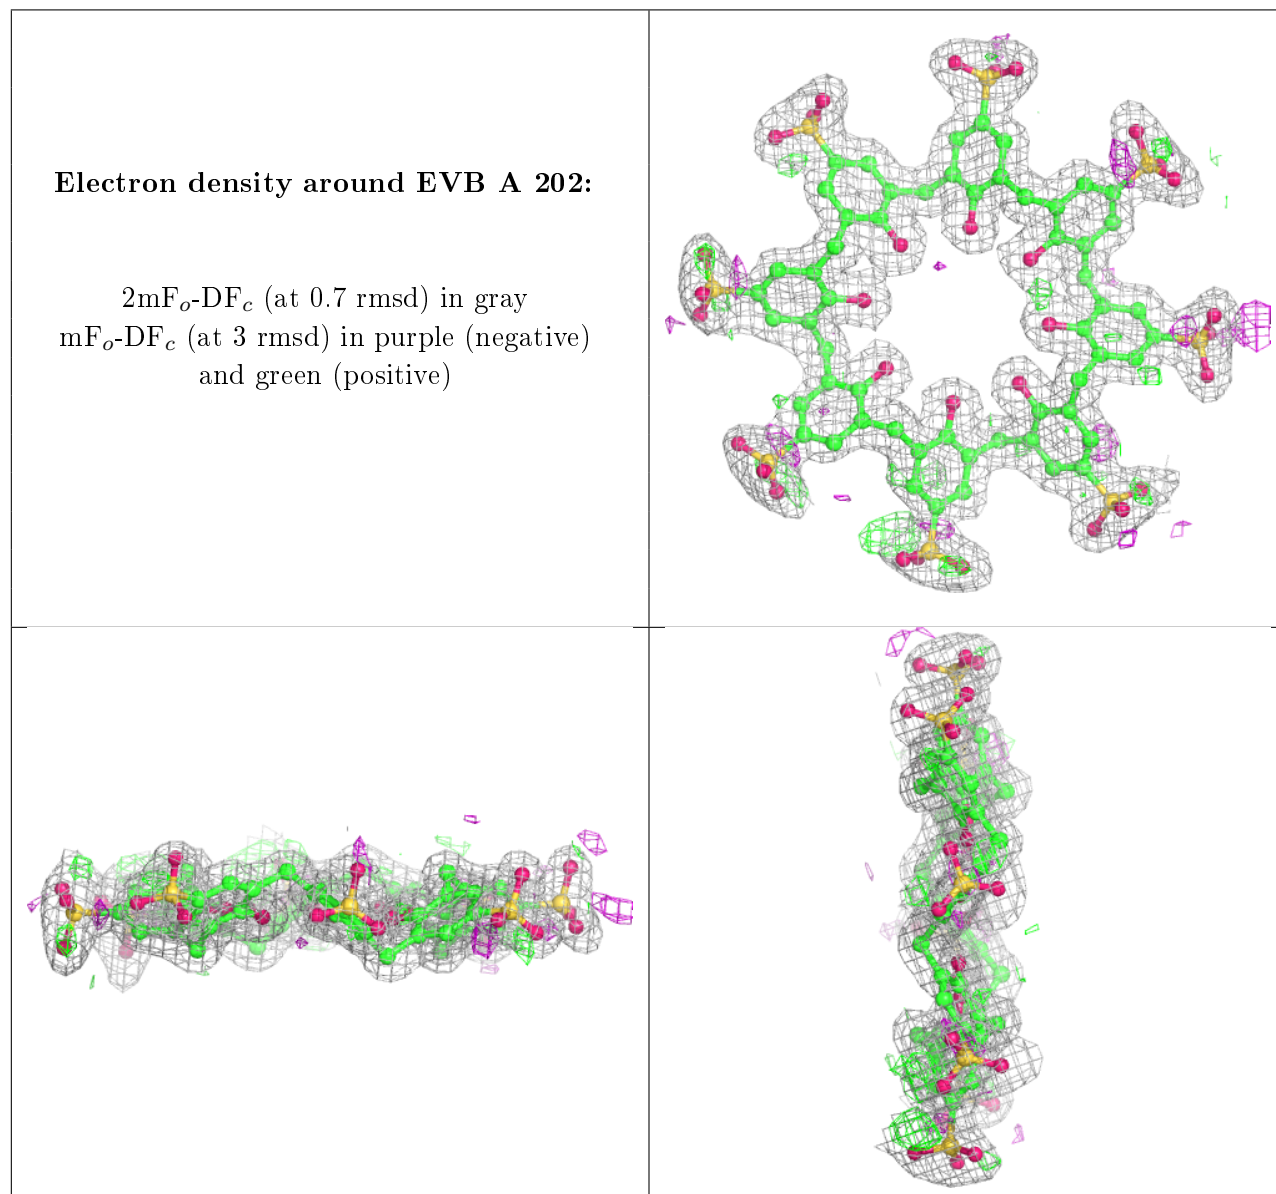 Electron density around EVB A 202:
2mFo-DFc (at 0.7 rmsd) in gray
mFo-DFc (at 3 rmsd) in purple (negative)
and green (positive)